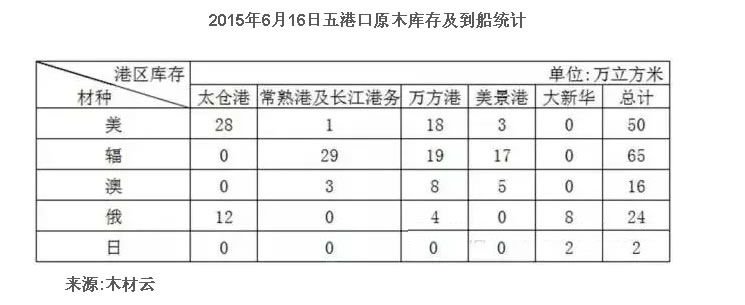 2015年6月16日五港口原木库存及到船统计
港区库存 单位:万立方米
材种 太仓港 常熟港及长江港务 万方港 美景港 大新华 总计
美 28 1 18 3 0 50
辐 0 29 19 17 0 65
澳 0 3 8 5 0 16
俄 12 0 4 0 8 24
日 0 0 0 0 2 2
来源:木材云